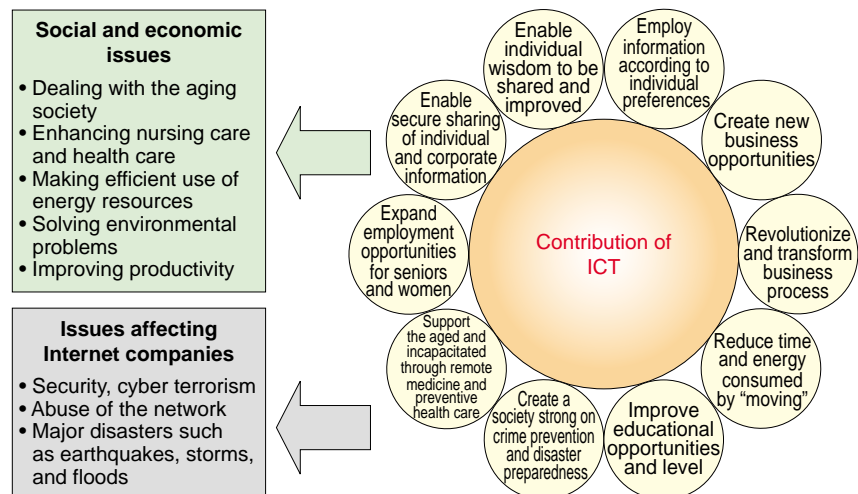 Social and economic
issues
• Dealing with the aging
society
• Enhancing nursing care
and health care
• Making efficient use of
energy resources
• Solving environmental
problems
• Improving productivity
Issues affecting
Internet companies
• Security, cyber terrorism
• Abuse of the network
• Major disasters such
as earthquakes, storms,
and floods
Contribution of
ICT
Enable
individual
wisdom to be
shared and
improved
Employ
information
according to
individual
preferences
Create new
business
opportunities
Revolutionize
and transform
business
process
Reduce time
and energy
consumed
by “moving”
Improve
educational
opportunities
and level
Create a
society strong on
crime prevention
and disaster
preparedness
Support
the aged and
incapacitated
through remote
medicine and
preventive
health care
Expand
employment
opportunities
for seniors
and women
Enable
secure sharing
of individual
and corporate
information